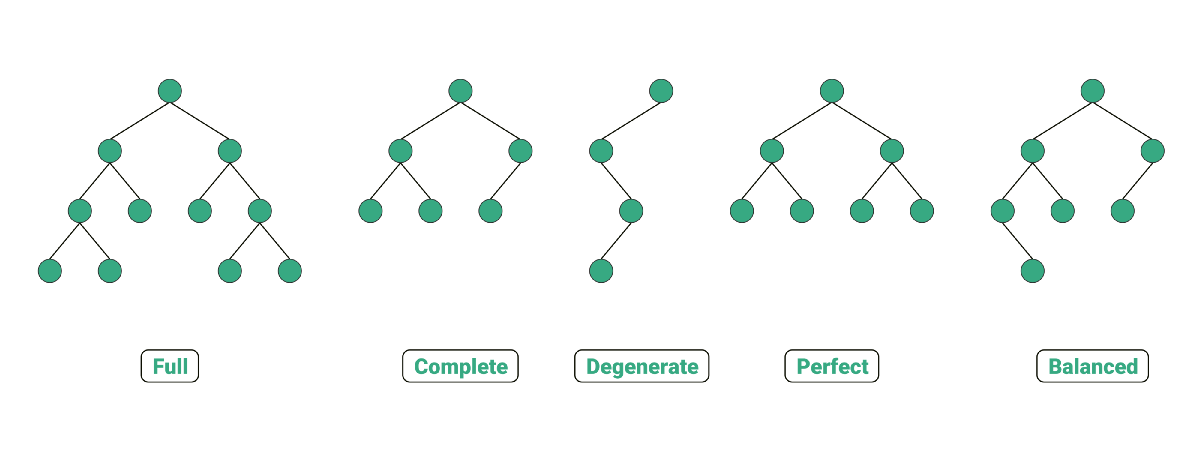 Full
Complete
Degenerate
Perfect
Balanced